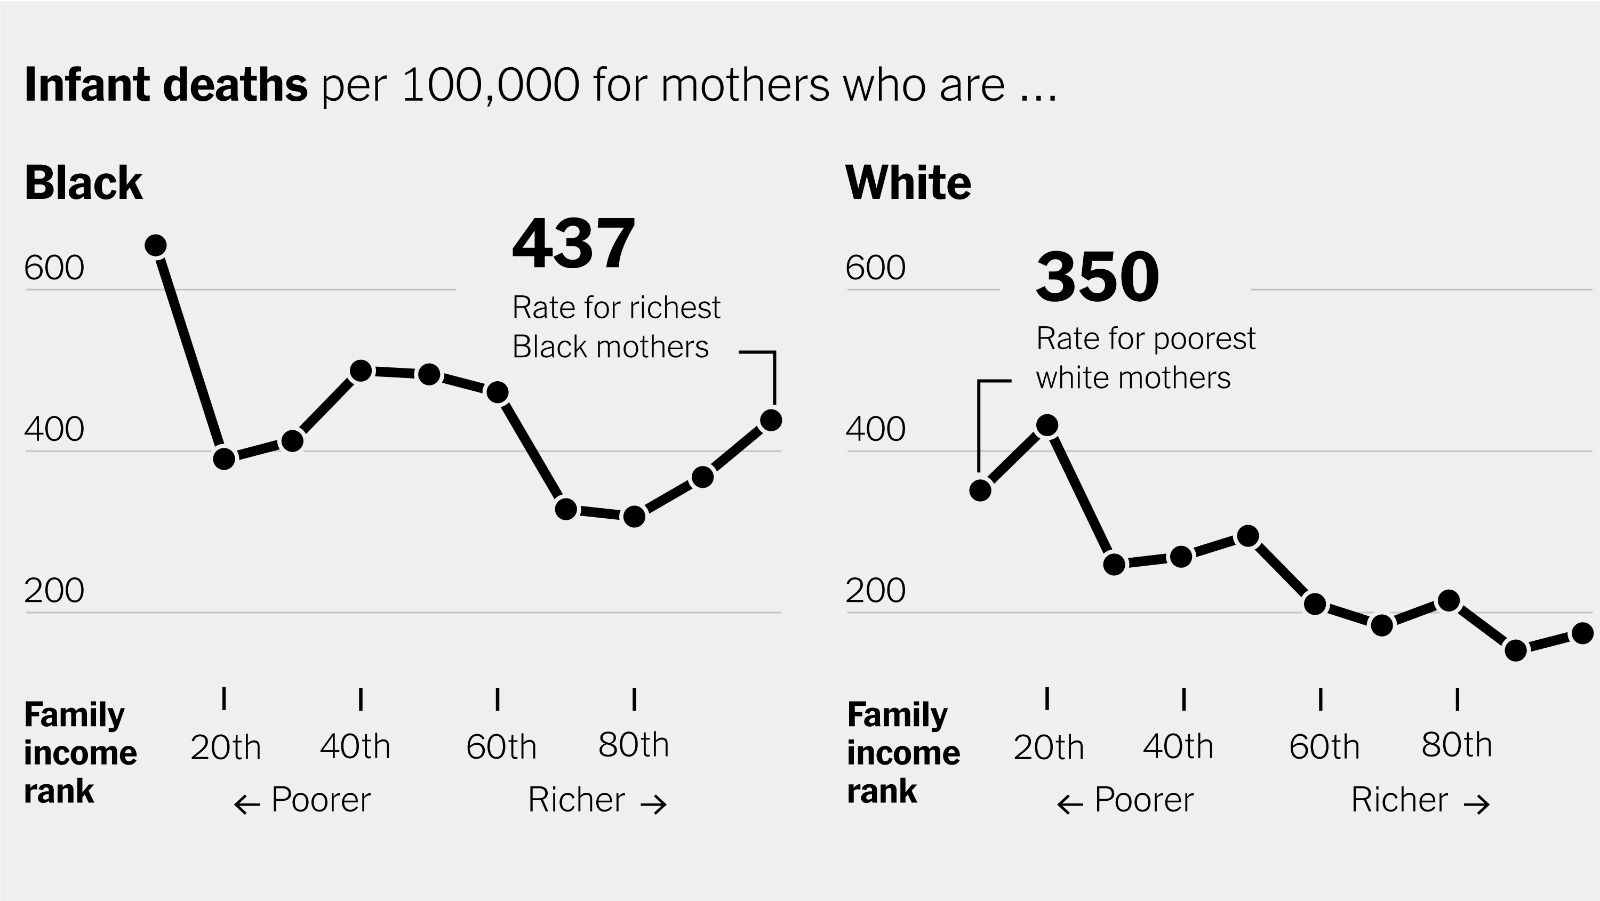 Infant deaths per 100,000 for mothers who are ...
Black
437
Rate for richest
Black mothers
600
400
200
Family
income
rank
20th 40th 60th 80th
← Poorer Richer →
White
350
Rate for poorest
white mothers
600
400
200
Family
income
rank
20th 40th 60th 80th
← Poorer Richer →